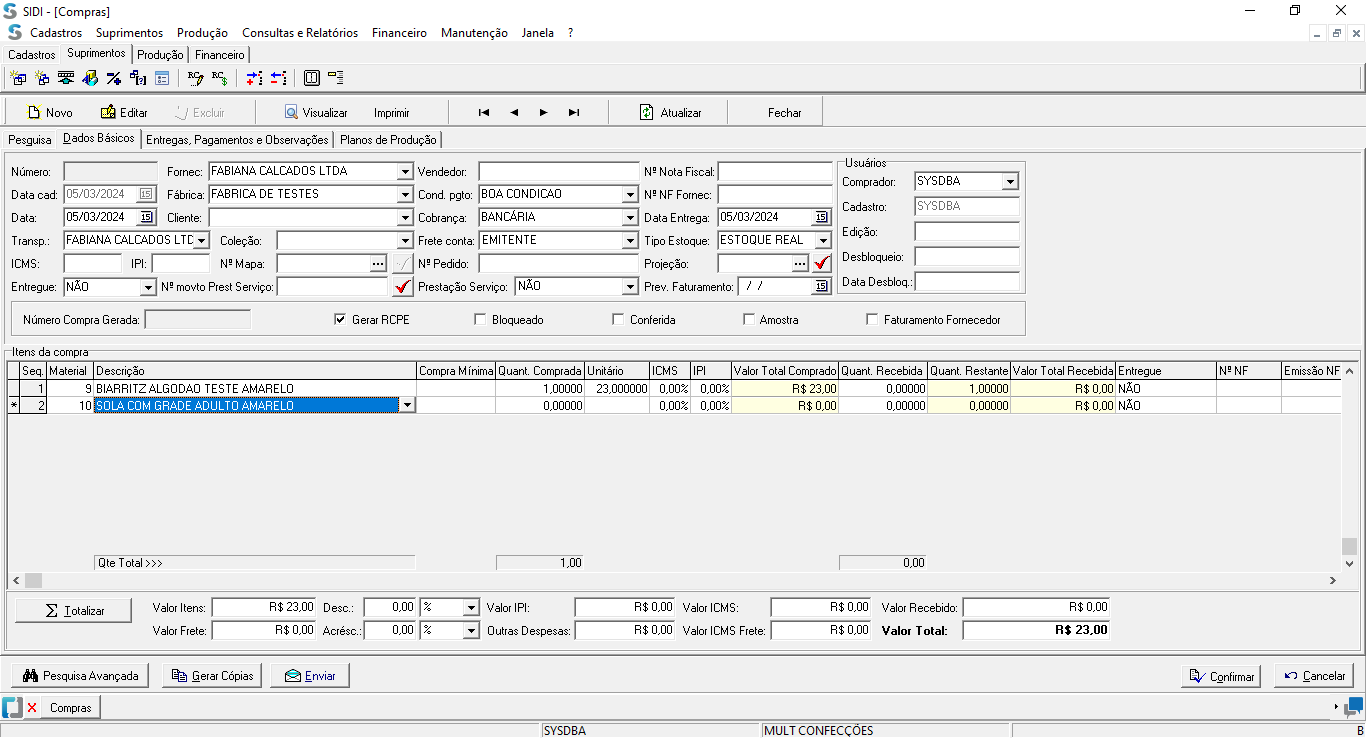 SIDI - [Compras]
Cadastros Suprimentos Produção Consultas e Relatórios Financeiro Manutenção Janela ?
Cadastros Suprimentos Produção Financeiro
Novo Editar Excluir Visualizar Imprimir Atualizar Fechar
Pesquisa Dados Básicos Entregas, Pagamentos e Observações Planos de Produção
Usuários
Número: Fornec: FABIANA CALCADOS LTDA Vendedor: Nº Nota Fiscal: Comprador: SYSDBA
Data cad: 05/03/2024 15 Fábrica: FABRICA DE TESTES Cond. pgto: BOA CONDICAO Nº NF Fornec: Cadastro: SYSDBA
Data: 05/03/2024 15 Cliente: Cobrança: BANCÁRIA Data Entrega: 05/03/2024 15 Edição:
Transp.: FABIANA CALCADOS LTC Coleção: Frete conta: EMITENTE Tipo Estoque: ESTOQUE REAL
ICMS: IPI: Nº Mapa: ... Nº Pedido: Projeção: ... Desbloqueio:
Entregue: NÃO Nº movto Prest Serviço: Prestação Serviço: NÃO Prev. Faturamento: / / 15 Data Desbloq.:
Número Compra Gerada: Gerar RCPE Bloqueado Conferida Amostra Faturamento Fornecedor
Itens da compra
Seq. Material Descrição Compra Mínima Quant. Comprada Unitário ICMS IPI Valor Total Comprado Quant. Recebida Quant. Restante Valor Total Recebida Entregue Nº NF Emissão NF
1 9 BIARRITZ ALGODAO TESTE AMARELO 1,00000 23,000000 0,00% 0,00% R$ 23,00 0,00000 1,00000 R$ 0,00 NÃO
* 2 10 SOLA COM GRADE ADULTO AMARELO 0,00000 0,00% 0,00% R$ 0,00 0,00000 0,00000 R$ 0,00 NÃO
Qte Total >>> 1,00 0,00
Totalizar Valor Itens: R$ 23,00 Desc.: 0,00 % Valor IPI: R$ 0,00 Valor ICMS: R$ 0,00 Valor Recebido: R$ 0,00
Valor Frete: R$ 0,00 Acrésc.: 0,00 % Outras Despesas: R$ 0,00 Valor ICMS Frete: R$ 0,00 Valor Total: R$ 23,00
Pesquisa Avançada Gerar Cópias Enviar Confirmar Cancelar
Compras
SYSDBA MULT CONFECÇÕES B